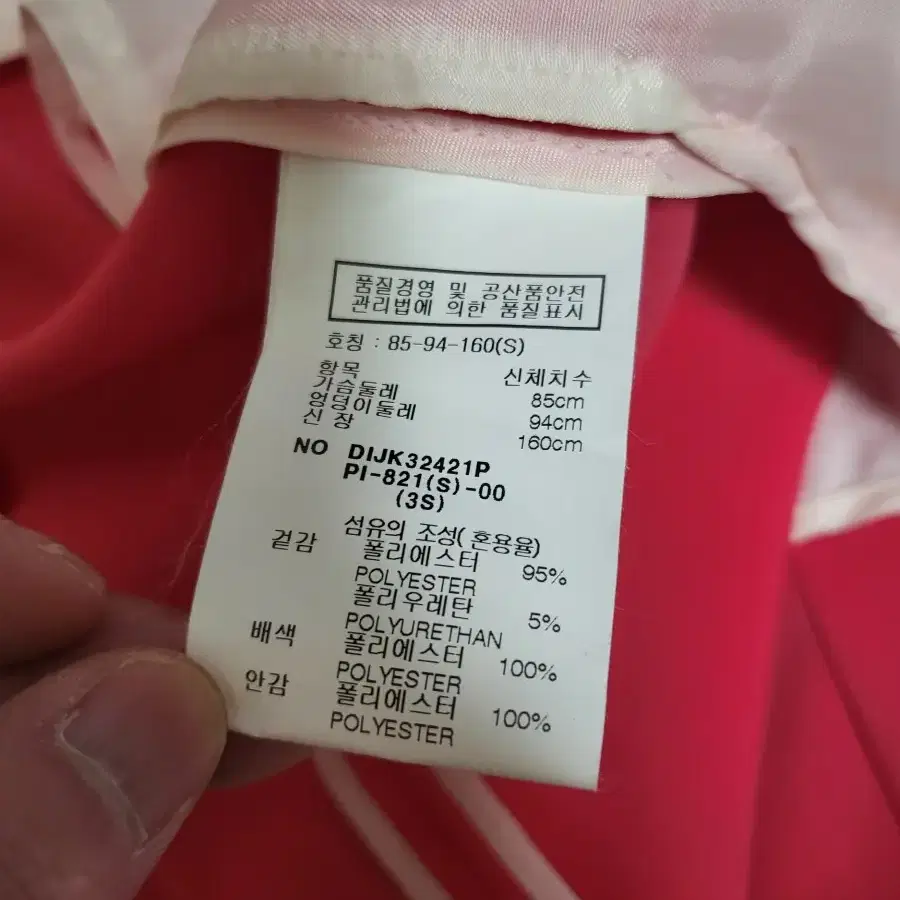 품질경영 및 공산품안전
관리법에 의한 품질표시
호칭 : 85-94-160(S)
항목 신체치수
가슴둘레 85cm
엉덩이둘레 94cm
신 장 160cm
NO DIJK32421P
PI-821(S)-00
(3S)
섬유의 조성(혼용율)
겉감 폴리에스터 95%
POLYESTER
폴리우레탄 5%
POLYURETHAN
배색 폴리에스터 100%
POLYESTER
안감 폴리에스터 100%
POLYESTER